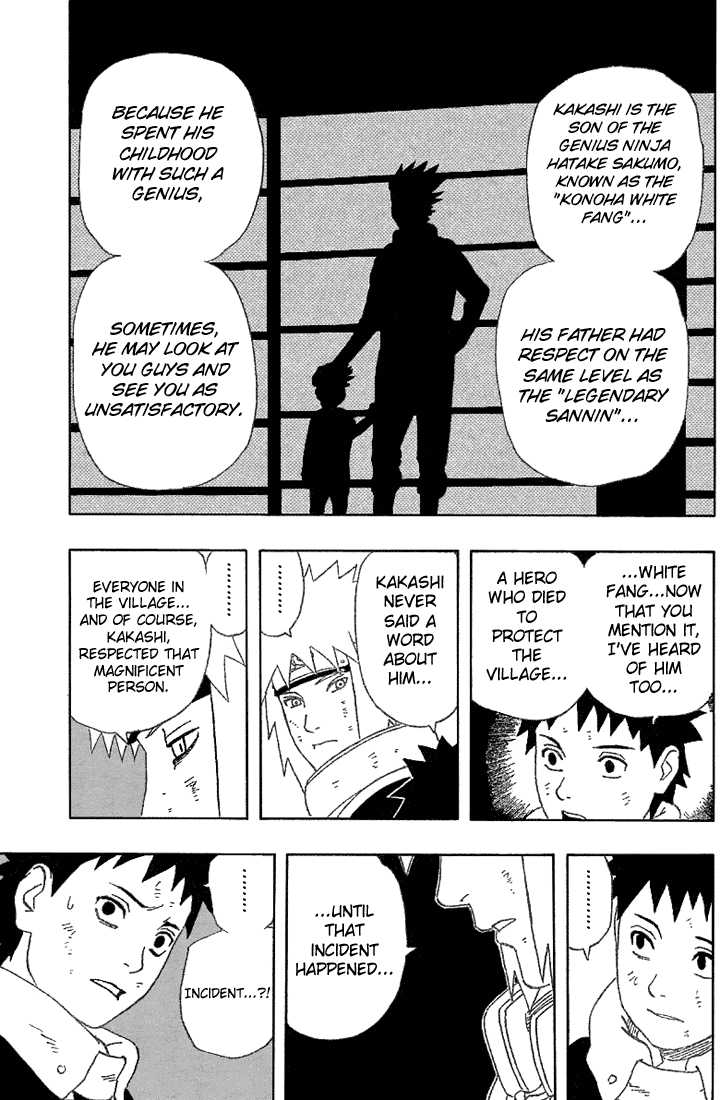 KAKASHI IS THE
SON OF THE
GENIUS NINJA
HATAKE SAKUMO,
KNOWN AS THE
"KONOHA WHITE
FANG"...
HIS FATHER HAD
RESPECT ON THE
SAME LEVEL AS
THE "LEGENDARY
SANNIN"...
BECAUSE HE
SPENT HIS
CHILDHOOD
WITH SUCH A
GENIUS,
SOMETIMES,
HE MAY LOOK AT
YOU GUYS AND
SEE YOU AS
UNSATISFACTORY.
...WHITE
FANG...NOW
THAT YOU
MENTION IT,
I'VE HEARD
OF HIM
TOO...
A HERO
WHO DIED
TO
PROTECT
THE
VILLAGE...
KAKASHI
NEVER
SAID A
WORD
ABOUT
HIM...
.........
.........
EVERYONE IN
THE VILLAGE...
AND OF COURSE,
KAKASHI,
RESPECTED THAT
MAGNIFICENT
PERSON.
.........
...UNTIL
THAT
INCIDENT
HAPPENED...
.........
INCIDENT...?!